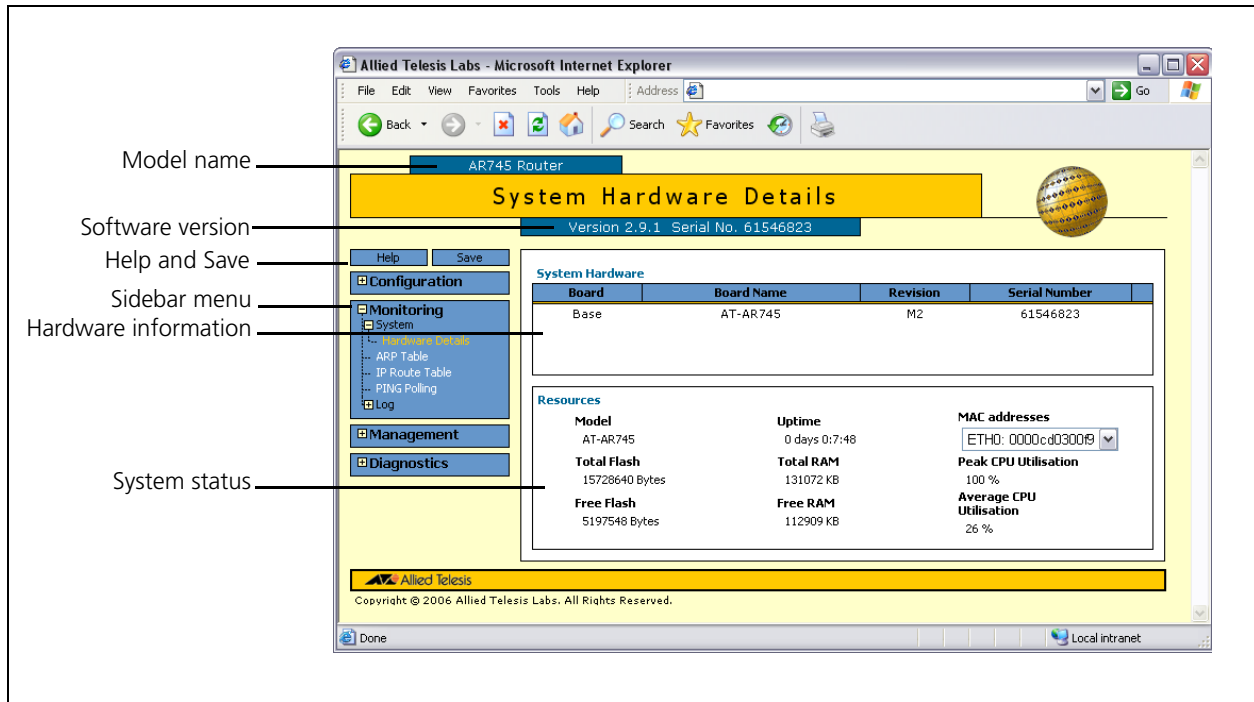 Allied Telesis Labs - Microsoft Internet Explorer
File Edit View Favorites Tools Help Address Go
Back Search Favorites
Model name
AR745 Router
System Hardware Details
Software version
Version 2.9.1 Serial No. 61546823
Help and Save
Help Save
Sidebar menu
Hardware information
Configuration
Monitoring
System
Hardware Details
ARP Table
IP Route Table
PING Polling
Log
Management
Diagnostics
System Hardware
Board Board Name Revision Serial Number
Base AT-AR745 M2 61546823
System status
Resources
Model Uptime MAC addresses
AT-AR745 0 days 0:7:48 ETH0: 0000cd0300f9
Total Flash Total RAM Peak CPU Utilisation
15728640 Bytes 131072 KB 100 %
Free Flash Free RAM Average CPU
Utilisation
5197548 Bytes 112909 KB 26 %
Allied Telesis
Copyright © 2006 Allied Telesis Labs. All Rights Reserved.
Done Local intranet